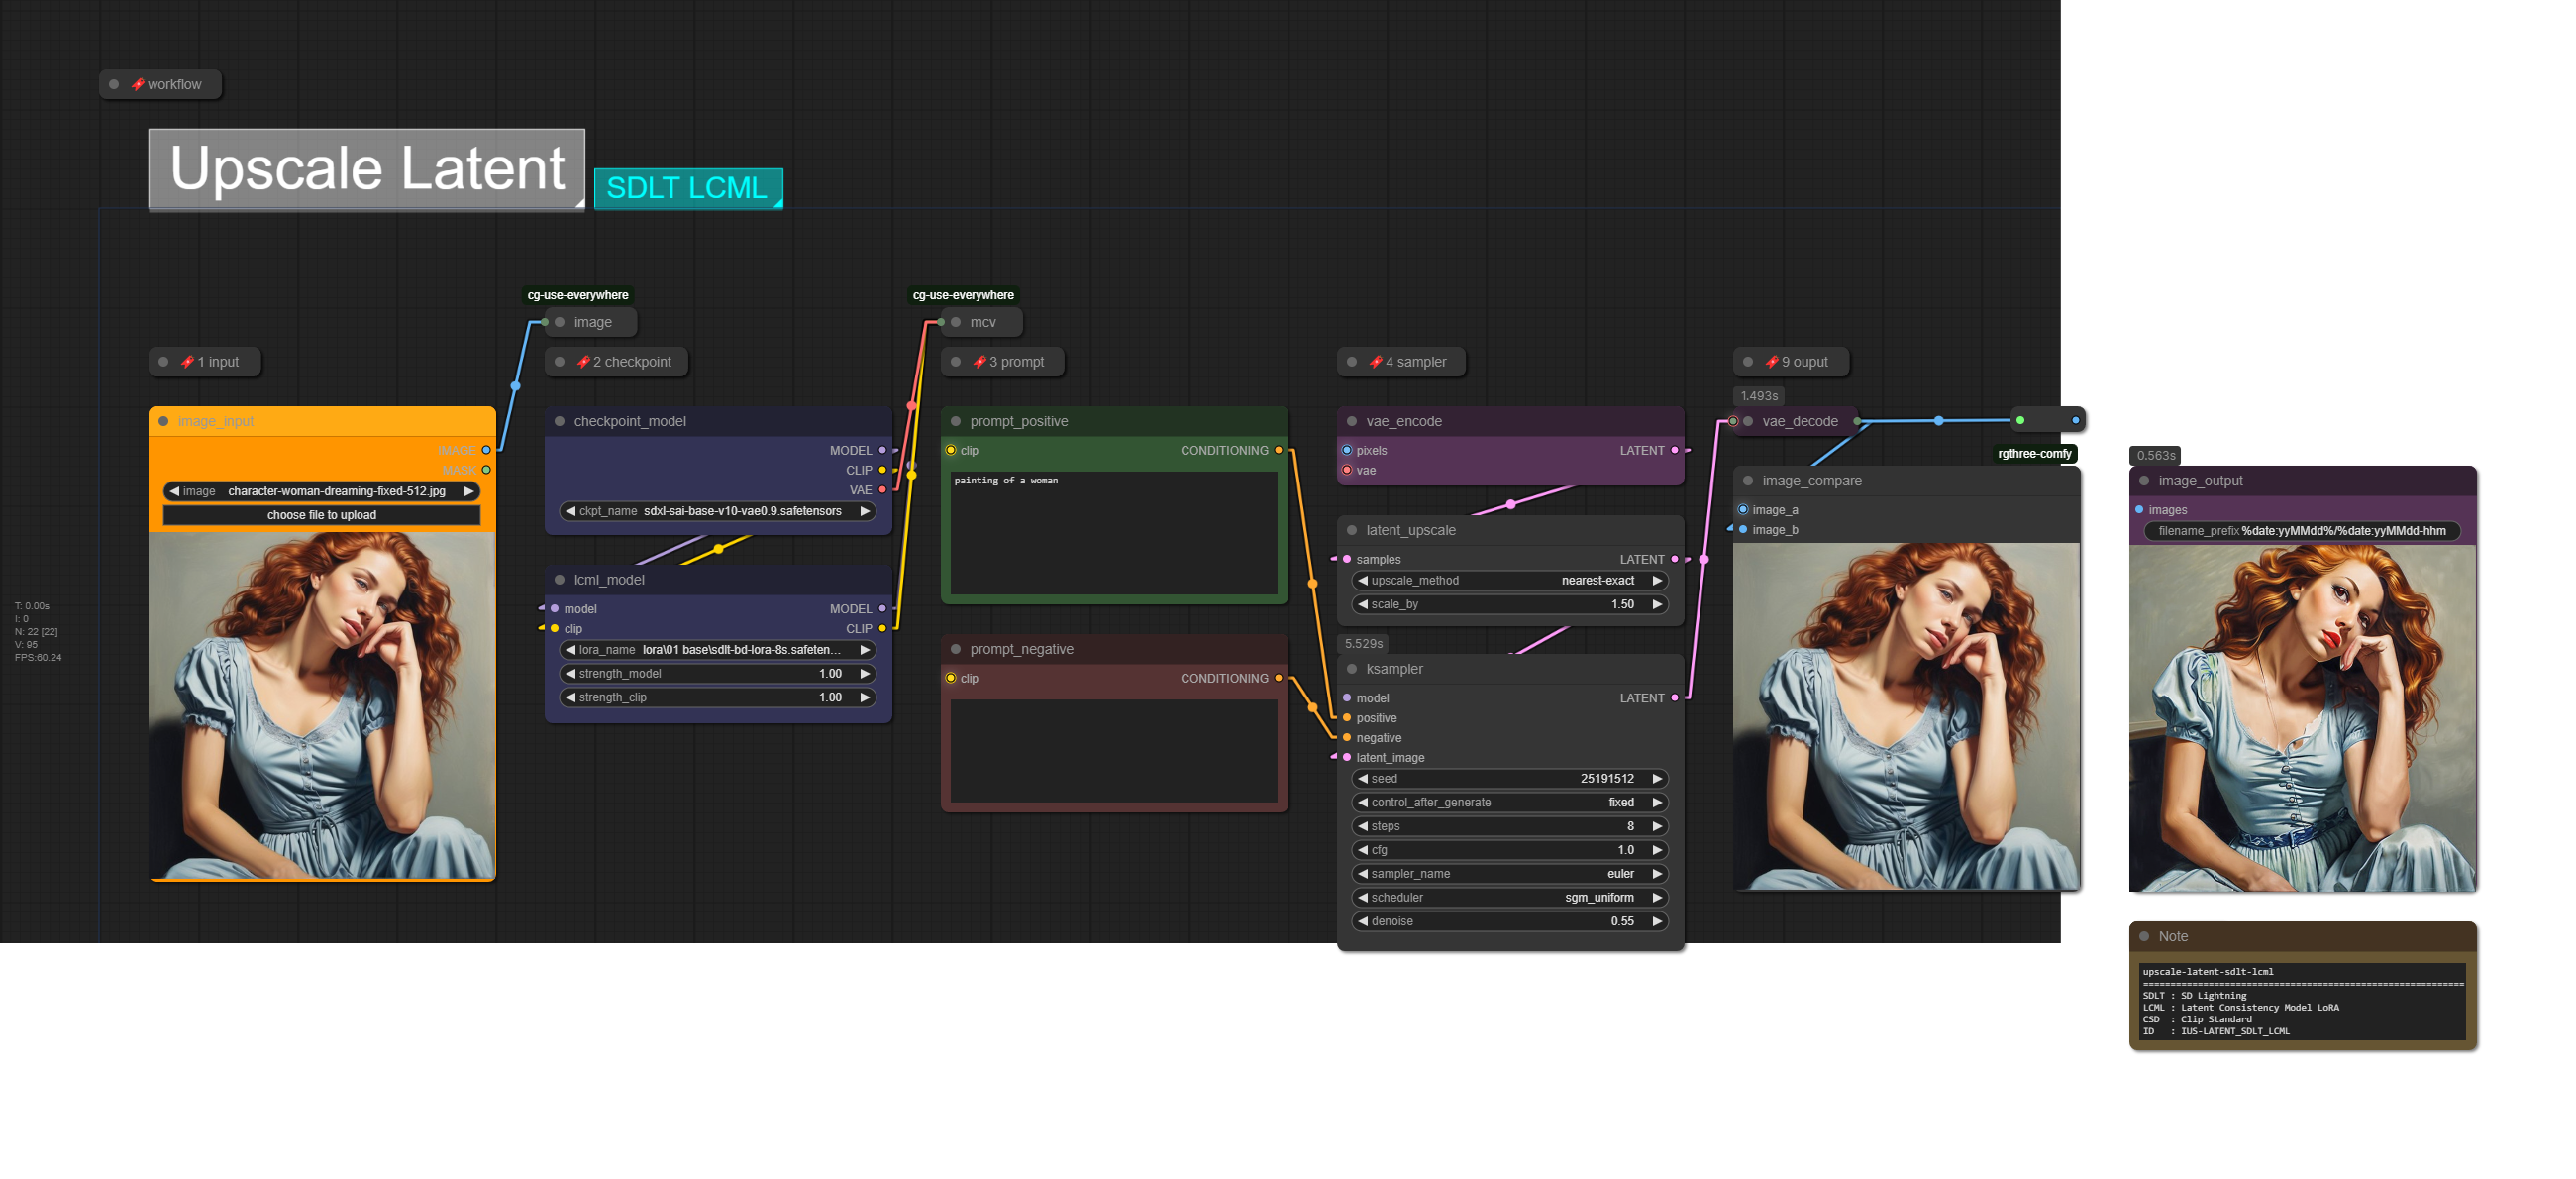 workflow
Upscale Latent
SDLT LCML
cg-use-everywhere
image
cg-use-everywhere
mcv
1 input
2 checkpoint
3 prompt
4 sampler
9 ouput
image_input
IMAGE
MASK
image character-woman-dreaming-fixed-512.jpg
choose file to upload
T: 0.00s
I: 0
N: 22 [22]
V: 95
FPS:60.24
checkpoint_model
MODEL
CLIP
VAE
ckpt_name sdxl-sai-base-v10-vae0.9.safetensors
lcml_model
model MODEL
clip CLIP
lora_name lora\01 base\sdlt-bd-lora-8s.safeten...
strength_model 1.00
strength_clip 1.00
prompt_positive
clip CONDITIONING
painting of a woman
prompt_negative
clip CONDITIONING
vae_encode
pixels LATENT
vae
latent_upscale
samples LATENT
upscale_method nearest-exact
scale_by 1.50
5.529s
ksampler
model LATENT
positive
negative
latent_image
seed 25191512
control_after_generate fixed
steps 8
cfg 1.0
sampler_name euler
scheduler sgm_uniform
denoise 0.55
1.493s
vae_decode
rgthree-comfy
image_compare
image_a
image_b
0.563s
image_output
images
filename_prefix %date:yyMMdd%/%date:yyMMdd-hhm
Note
upscale-latent-sdlt-lcml
===========================================================
SDLT : SD Lightning
LCML : Latent Consistency Model LoRA
CSD : Clip Standard
ID : IUS-LATENT_SDLT_LCML